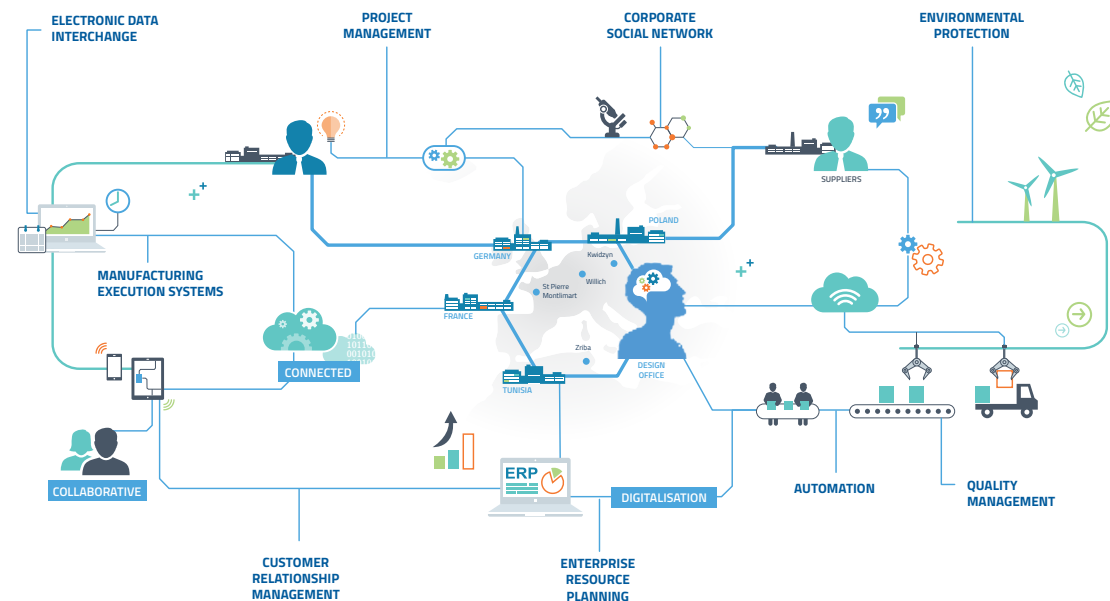 ELECTRONIC DATA
INTERCHANGE
PROJECT
MANAGEMENT
CORPORATE
SOCIAL NETWORK
ENVIRONMENTAL
PROTECTION
SUPPLIERS
POLAND
GERMANY
Kwidzyn
Willich
St Pierre
Montlimart
MANUFACTURING
EXECUTION SYSTEMS
FRANCE
Zriba
CONNECTED
DESIGN
OFFICE
TUNISIA
ERP
COLLABORATIVE
DIGITALISATION
AUTOMATION
QUALITY
MANAGEMENT
CUSTOMER
RELATIONSHIP
MANAGEMENT
ENTERPRISE
RESOURCE
PLANNING